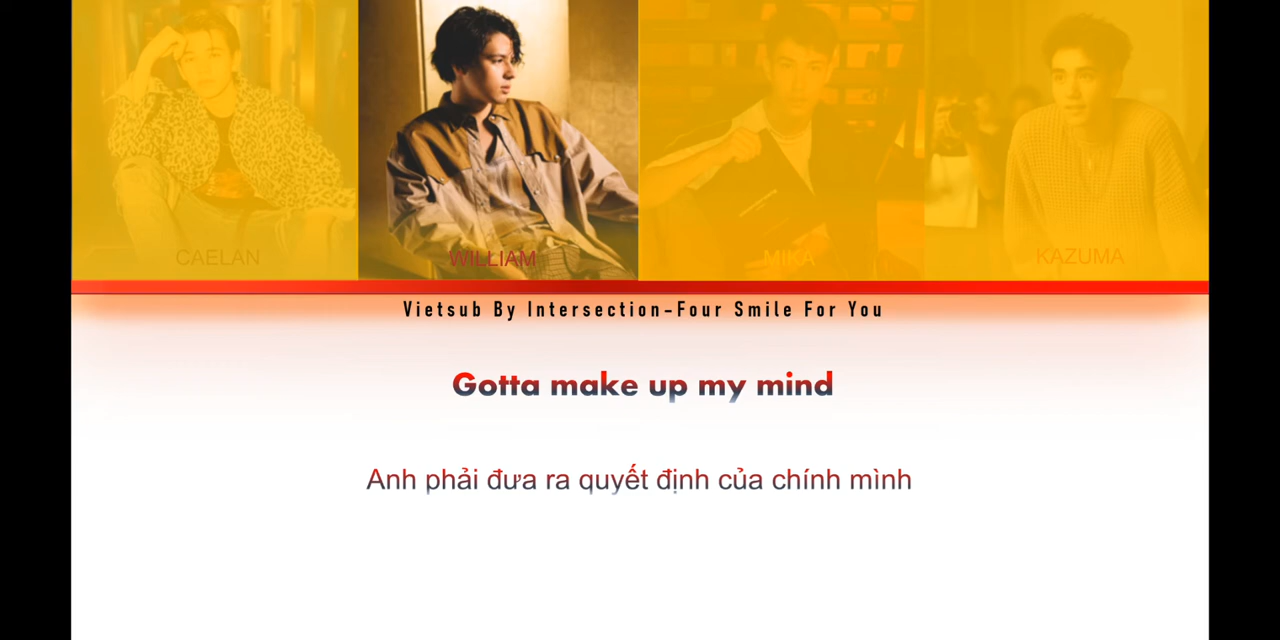 CAELAN WILLIAM MIKA KAZUMA
Vietsub By Intersection-Four Smile For You
Gotta make up my mind
Anh phải đưa ra quyết định của chính mình